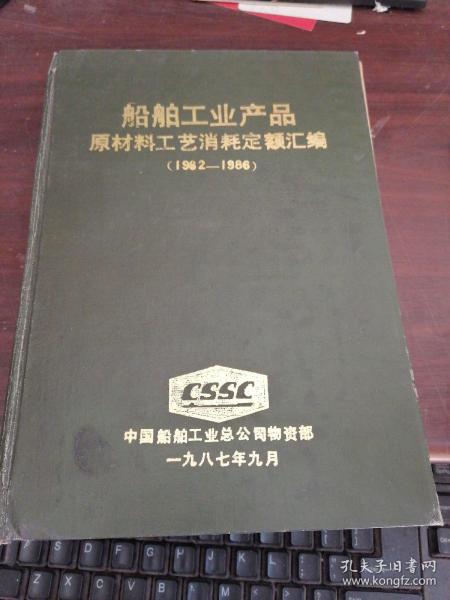 船舶工业产品
原材料工艺消耗定额汇编
(1982—1986)
CSSC
中国船舶工业总公司物资部
一九八七年九月
孔夫子旧书网
www.kongfz.com